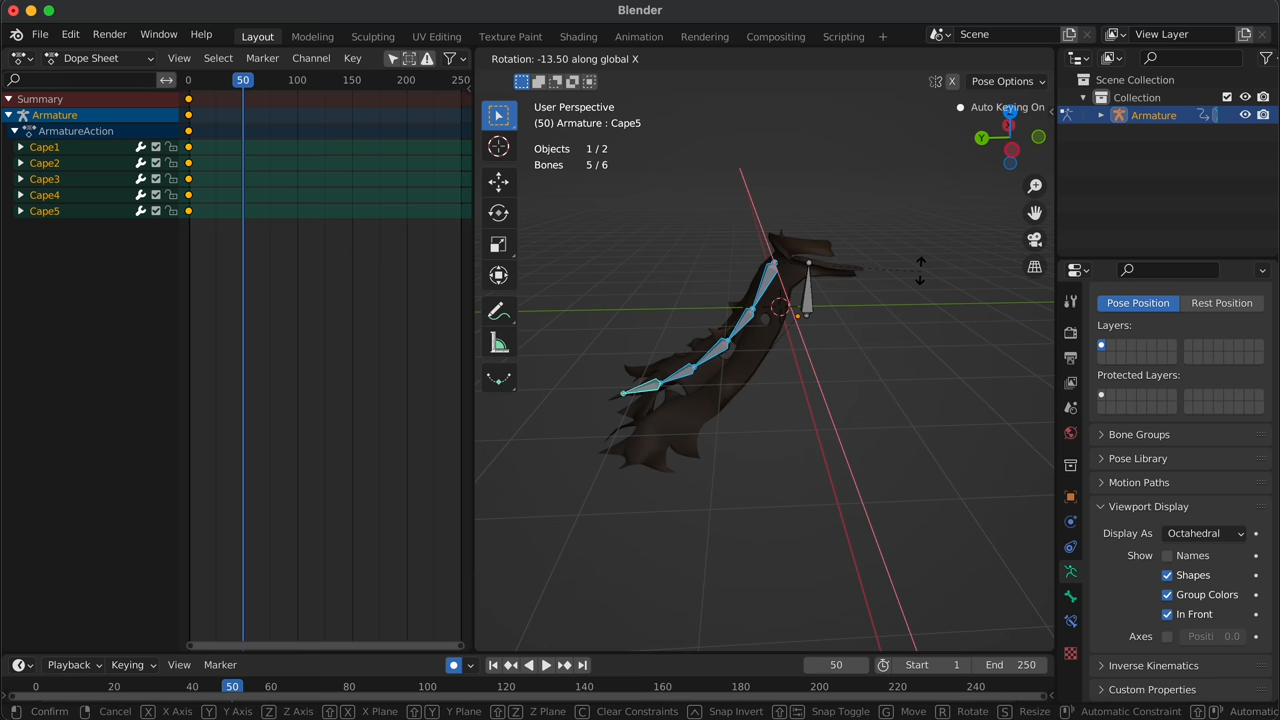 Blender
File Edit Render Window Help Layout Modeling Sculpting UV Editing Texture Paint Shading Animation Rendering Compositing Scripting + Scene View Layer
Dope Sheet View Select Marker Channel Key Rotation: -13.50 along global X
0 50 100 150 200 250 X Pose Options
Summary
Armature
ArmatureAction
Cape1
Cape2
Cape3
Cape4
Cape5
User Perspective
(50) Armature : Cape5
Objects 1 / 2
Bones 5 / 6
Auto Keying On
Y
Scene Collection
Collection
Armature
Pose Position Rest Position
Layers:
Protected Layers:
Bone Groups
Pose Library
Motion Paths
Viewport Display
Display As Octahedral
Show Names
Shapes
Group Colors
In Front
Axes Positi 0.0
Inverse Kinematics
Custom Properties
Playback Keying View Marker 50 Start 1 End 250
0 20 40 50 60 80 100 120 140 160 180 200 220 240
Confirm Cancel X X Axis Y Y Axis Z Z Axis X X Plane Y Y Plane Z Z Plane C Clear Constraints Snap Invert Snap Toggle G Move R Rotate S Resize Automatic Constraint Automatic